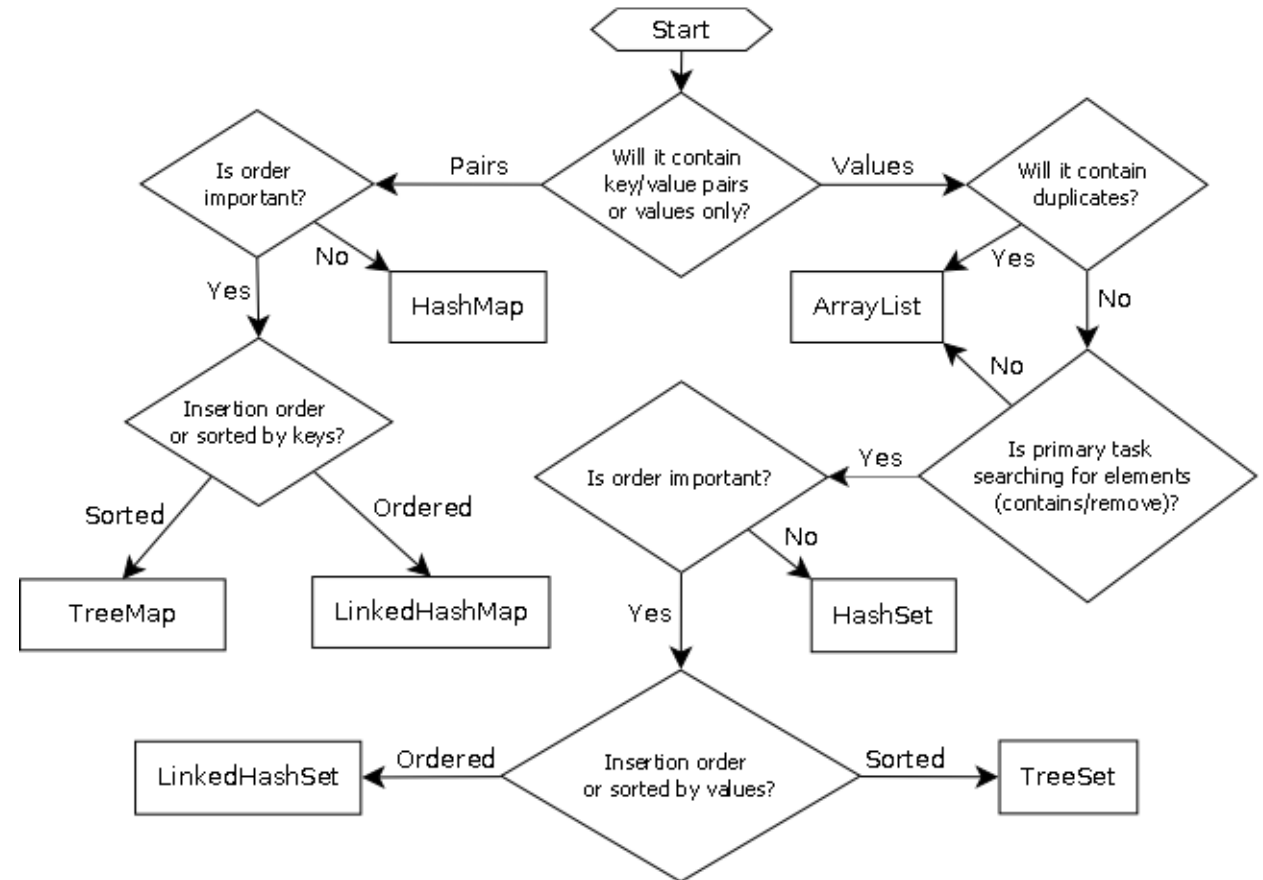 Start
Is order
important?
Pairs
Will it contain
key/value pairs
or values only?
Values
Will it contain
duplicates?
No
HashMap
Yes
Yes
ArrayList
No
No
Insertion order
or sorted by keys?
Sorted
Ordered
TreeMap
LinkedHashMap
Is order important?
Yes
Is primary task
searching for elements
(contains/remove)?
No
HashSet
Yes
LinkedHashSet
Ordered
Insertion order
or sorted by values?
Sorted
TreeSet